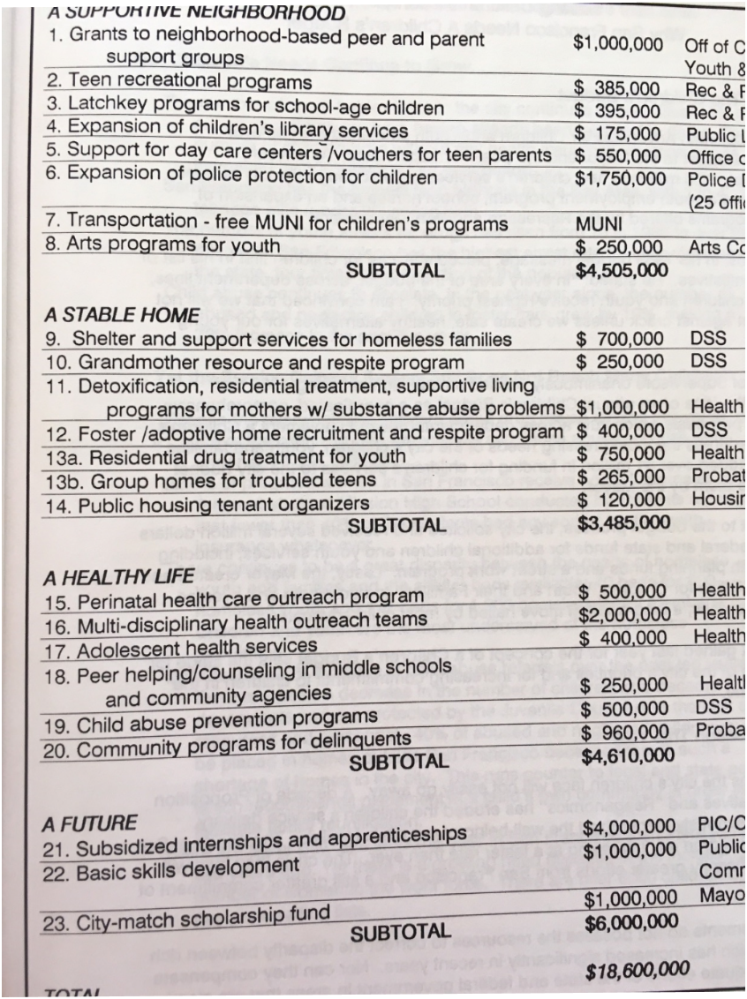 A SUPPORTIVE NEIGHBORHOOD
1. Grants to neighborhood-based peer and parent $1,000,000 Off of C
support groups Youth &
2. Teen recreational programs $ 385,000 Rec & P
3. Latchkey programs for school-age children $ 395,000 Rec & P
4. Expansion of children's library services $ 175,000 Public L
5. Support for day care centers /vouchers for teen parents $ 550,000 Office o
6. Expansion of police protection for children $1,750,000 Police D
(25 offi
7. Transportation - free MUNI for children's programs MUNI
8. Arts programs for youth $ 250,000 Arts Co
SUBTOTAL $4,505,000
A STABLE HOME
9. Shelter and support services for homeless families $ 700,000 DSS
10. Grandmother resource and respite program $ 250,000 DSS
11. Detoxification, residential treatment, supportive living
programs for mothers w/ substance abuse problems $1,000,000 Health
12. Foster /adoptive home recruitment and respite program $ 400,000 DSS
13a. Residential drug treatment for youth $ 750,000 Health
13b. Group homes for troubled teens $ 265,000 Probat
14. Public housing tenant organizers $ 120,000 Housin
SUBTOTAL $3,485,000
A HEALTHY LIFE
15. Perinatal health care outreach program $ 500,000 Health
16. Multi-disciplinary health outreach teams $2,000,000 Health
17. Adolescent health services $ 400,000 Health
18. Peer helping/counseling in middle schools
and community agencies $ 250,000 Healt
19. Child abuse prevention programs $ 500,000 DSS
20. Community programs for delinquents $ 960,000 Proba
SUBTOTAL $4,610,000
A FUTURE
21. Subsidized internships and apprenticeships $4,000,000 PIC/C
22. Basic skills development $1,000,000 Public
Comm
23. City-match scholarship fund $1,000,000 Mayo
SUBTOTAL $6,000,000
$18,600,000
TOTAL